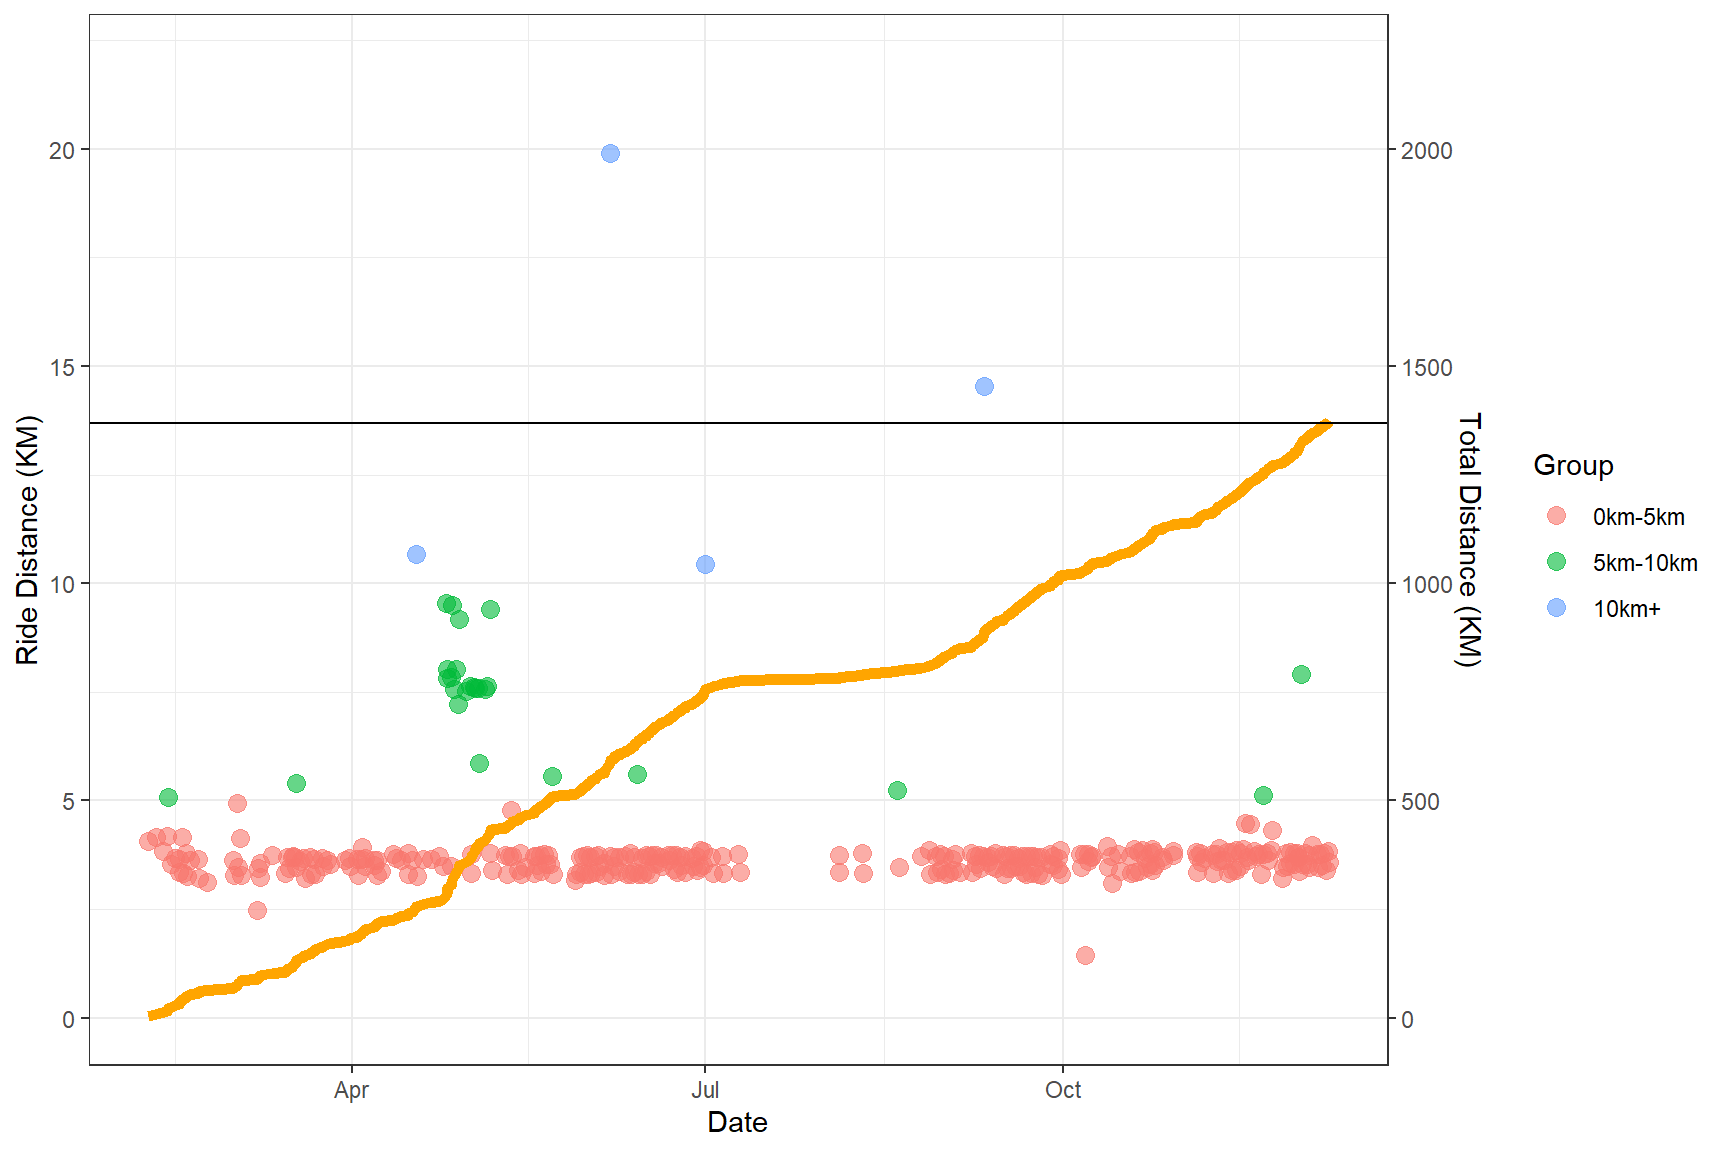 Ride Distance (KM)
20
15
10
5
0
2000
1500
1000
500
0
Total Distance (KM)
Apr
Jul
Oct
Date
Group
0km-5km
5km-10km
10km+